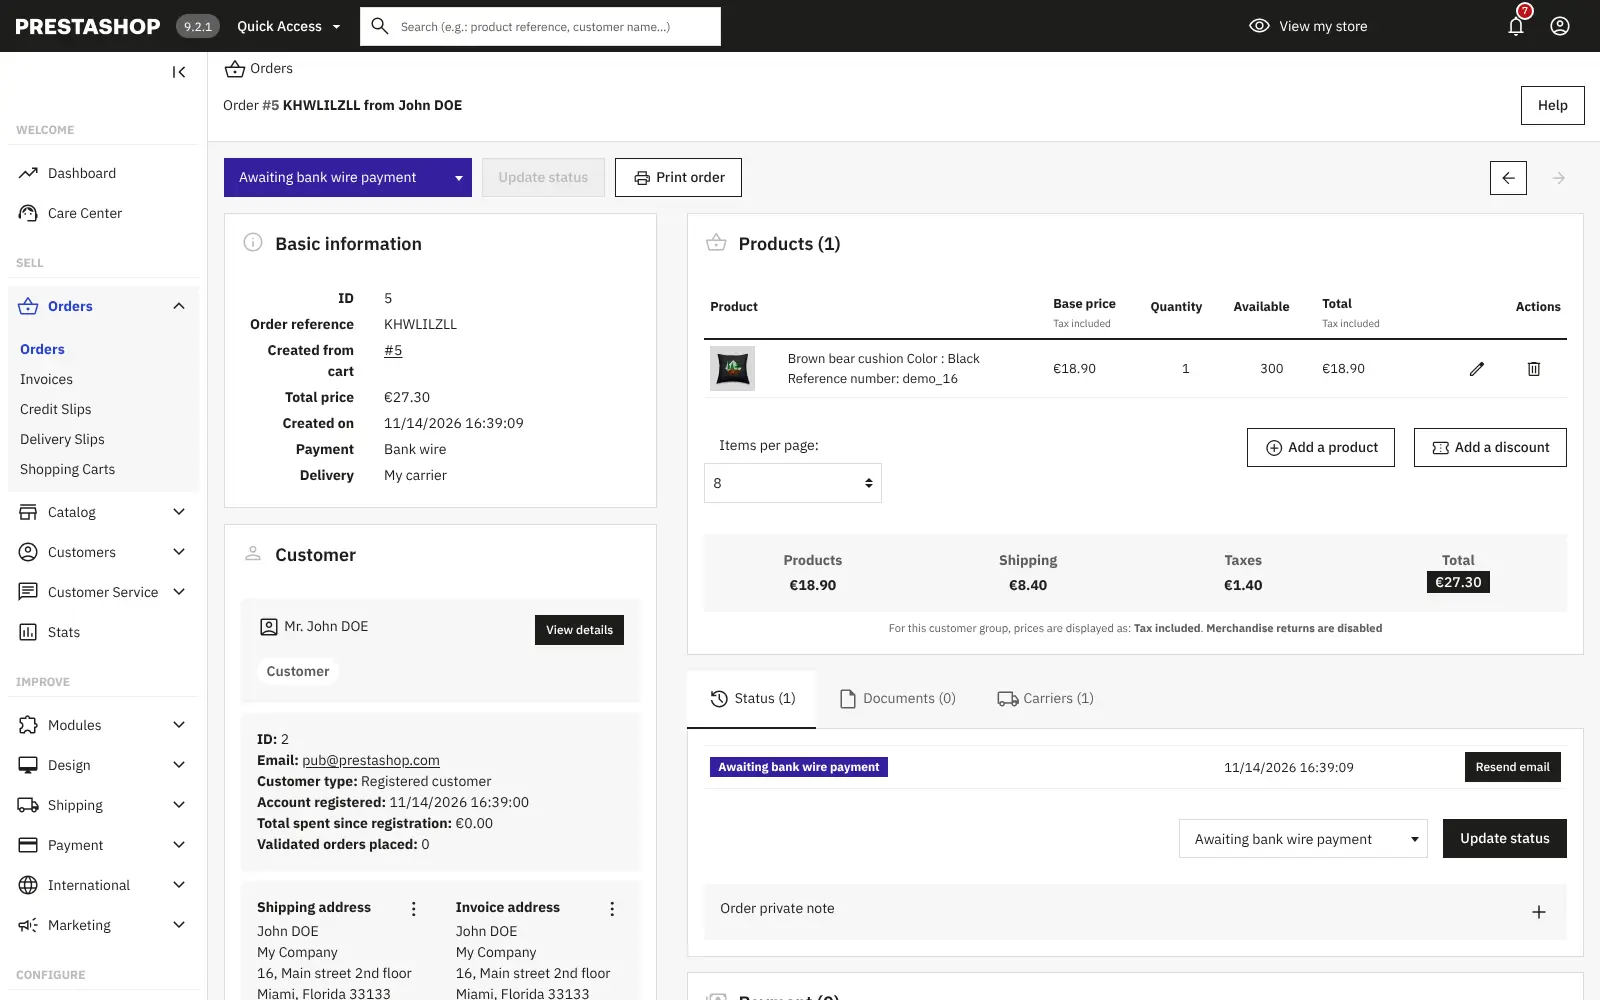 PRESTASHOP
9.2.1
Quick Access
Search (e.g.: product reference, customer name...)
View my store
7
WELCOME
Dashboard
Care Center
SELL
Orders
Orders
Invoices
Credit Slips
Delivery Slips
Shopping Carts
Catalog
Customers
Customer Service
Stats
IMPROVE
Modules
Design
Shipping
Payment
International
Marketing
CONFIGURE
Orders
Order #5 KHWLILZLL from John DOE
Help
Awaiting bank wire payment
Update status
Print order
Basic information
ID 5
Order reference KHWLILZLL
Created from cart #5
Total price €27.30
Created on 11/14/2026 16:39:09
Payment Bank wire
Delivery My carrier
Customer
Mr. John DOE
View details
Customer
ID: 2
Email: pub@prestashop.com
Customer type: Registered customer
Account registered: 11/14/2026 16:39:00
Total spent since registration: €0.00
Validated orders placed: 0
Shipping address
John DOE
My Company
16, Main street 2nd floor
Miami, Florida 33133
Invoice address
John DOE
My Company
16, Main street 2nd floor
Miami, Florida 33133
Products (1)
Product Base price Quantity Available Total Actions
Tax included Tax included
Brown bear cushion Color : Black
Reference number: demo_16
€18.90 1 300 €18.90
Items per page:
8
Add a product
Add a discount
Products Shipping Taxes Total
€18.90 €8.40 €1.40 €27.30
For this customer group, prices are displayed as: Tax included. Merchandise returns are disabled
Status (1)
Documents (0)
Carriers (1)
Awaiting bank wire payment 11/14/2026 16:39:09 Resend email
Awaiting bank wire payment
Update status
Order private note
Payment (0)